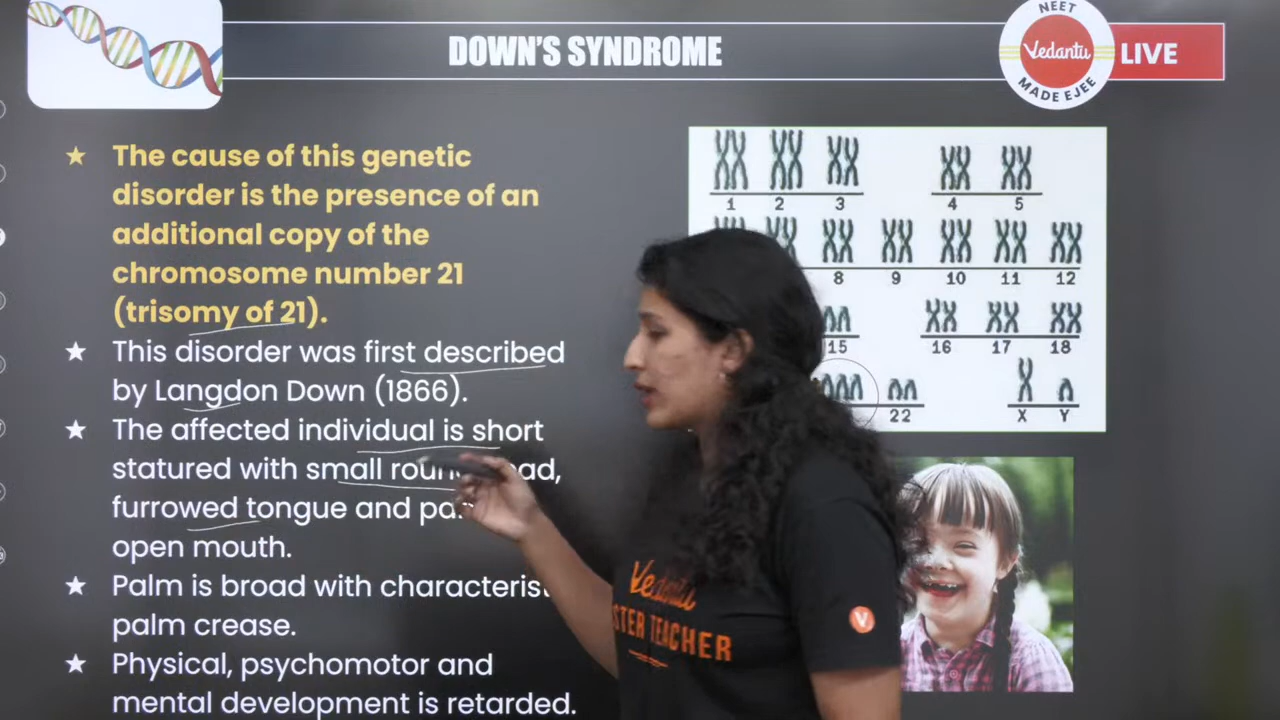 DOWN'S SYNDROME
NEET
Vedantu
MADE EJEE
LIVE
★ The cause of this genetic
disorder is the presence of an
additional copy of the
chromosome number 21
(trisomy of 21).
★ This disorder was first described
by Langdon Down (1866).
★ The affected individual is short
statured with small
furrowed tongue and
open mouth.
★ Palm is broad with
palm crease.
★ Physical, psychomotor and
mental development is retarded.
1 2 3 4 5
8 9 10 11 12
15 16 17 18
22 X Y
Vedantu
TEACHER
V